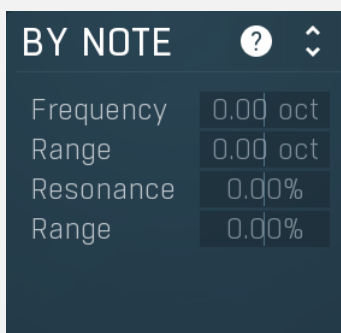 BY NOTE ?
Frequency 0.00 oct
Range 0.00 oct
Resonance 0.00%
Range 0.00%